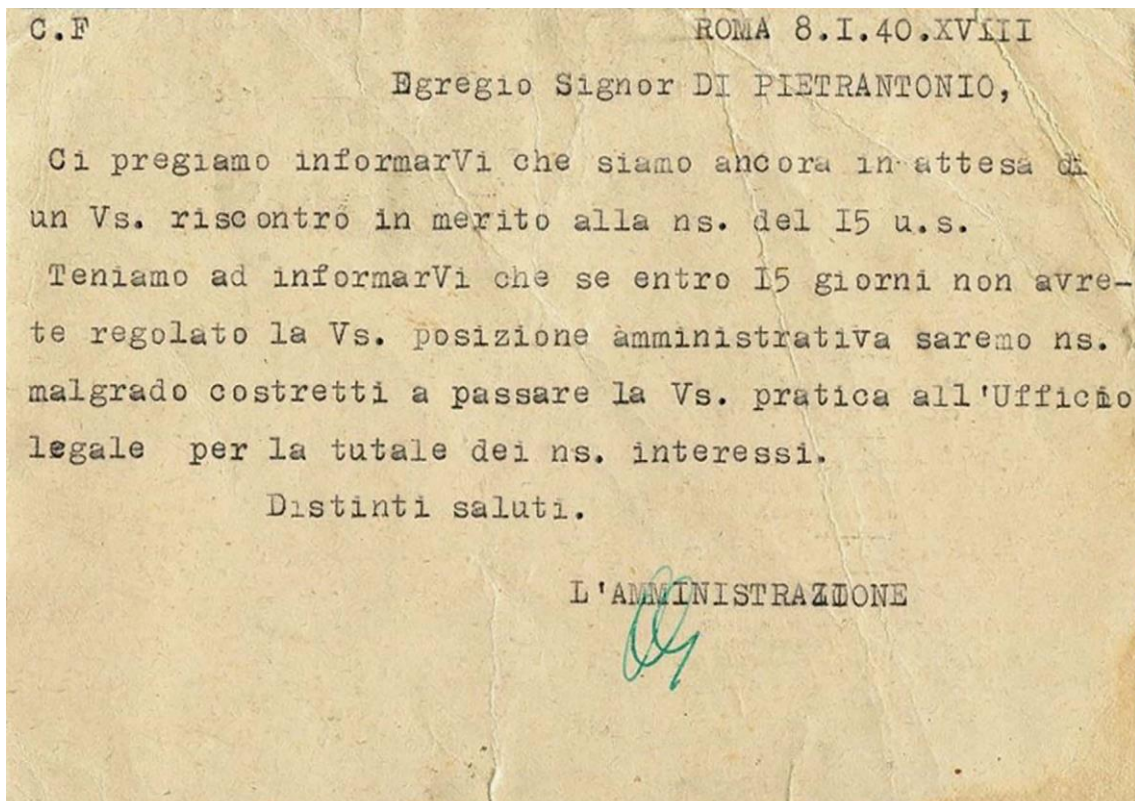 C.F ROMA 8.I.40.XVIII
Egregio Signor DI PIETRANTONIO,
Ci pregiamo informarVi che siamo ancora in attesa di
un Vs. riscontro in merito alla ns. del I5 u.s.
Teniamo ad informarVi che se entro I5 giorni non avre-
te regolato la Vs. posizione amministrativa saremo ns.
malgrado costretti a passare la Vs. pratica all'Ufficio
legale per la tutale dei ns. interessi.
Distinti saluti.
L'AMMINISTRAZIONE